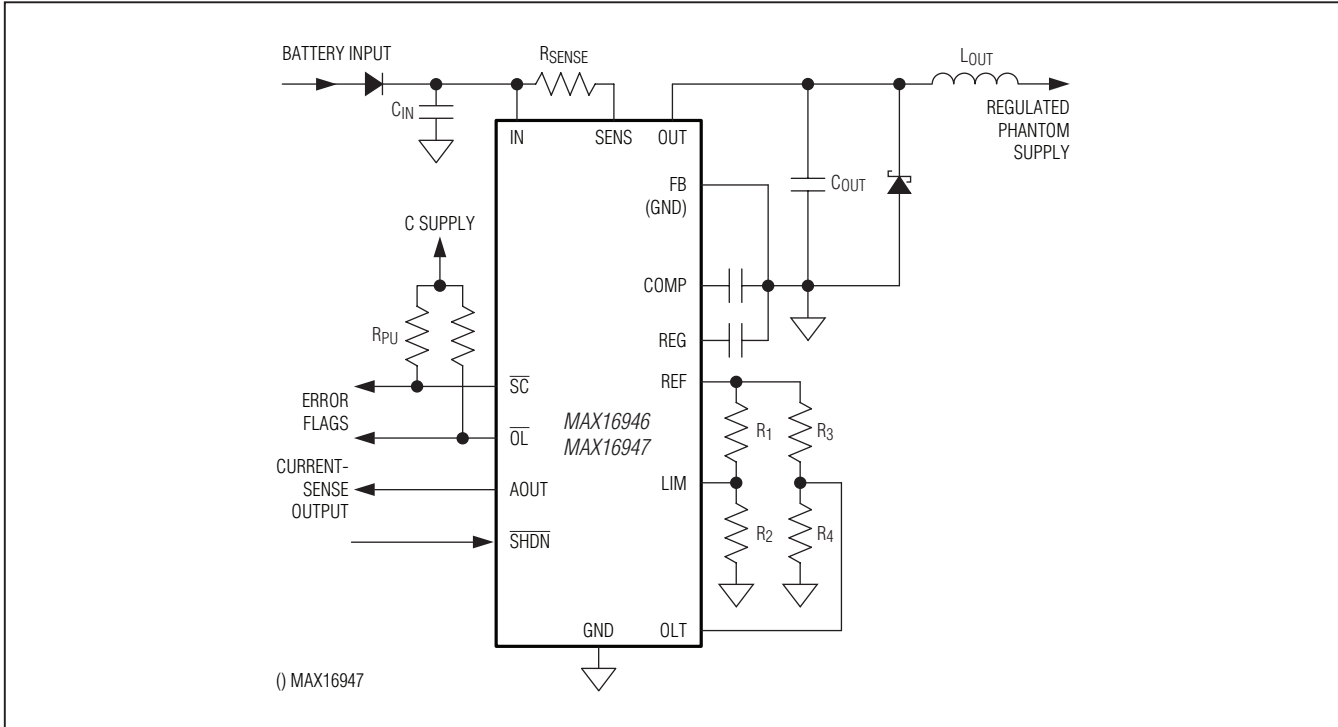 BATTERY INPUT
RSENSE
LOUT
CIN
REGULATED
PHANTOM
SUPPLY
IN
SENS
OUT
FB
(GND)
COUT
C SUPPLY
COMP
RPU
REG
SC
REF
ERROR
FLAGS
OL
MAX16946
MAX16947
R1
R3
CURRENT-
SENSE
OUTPUT
AOUT
LIM
R2
R4
SHDN
GND
OLT
() MAX16947